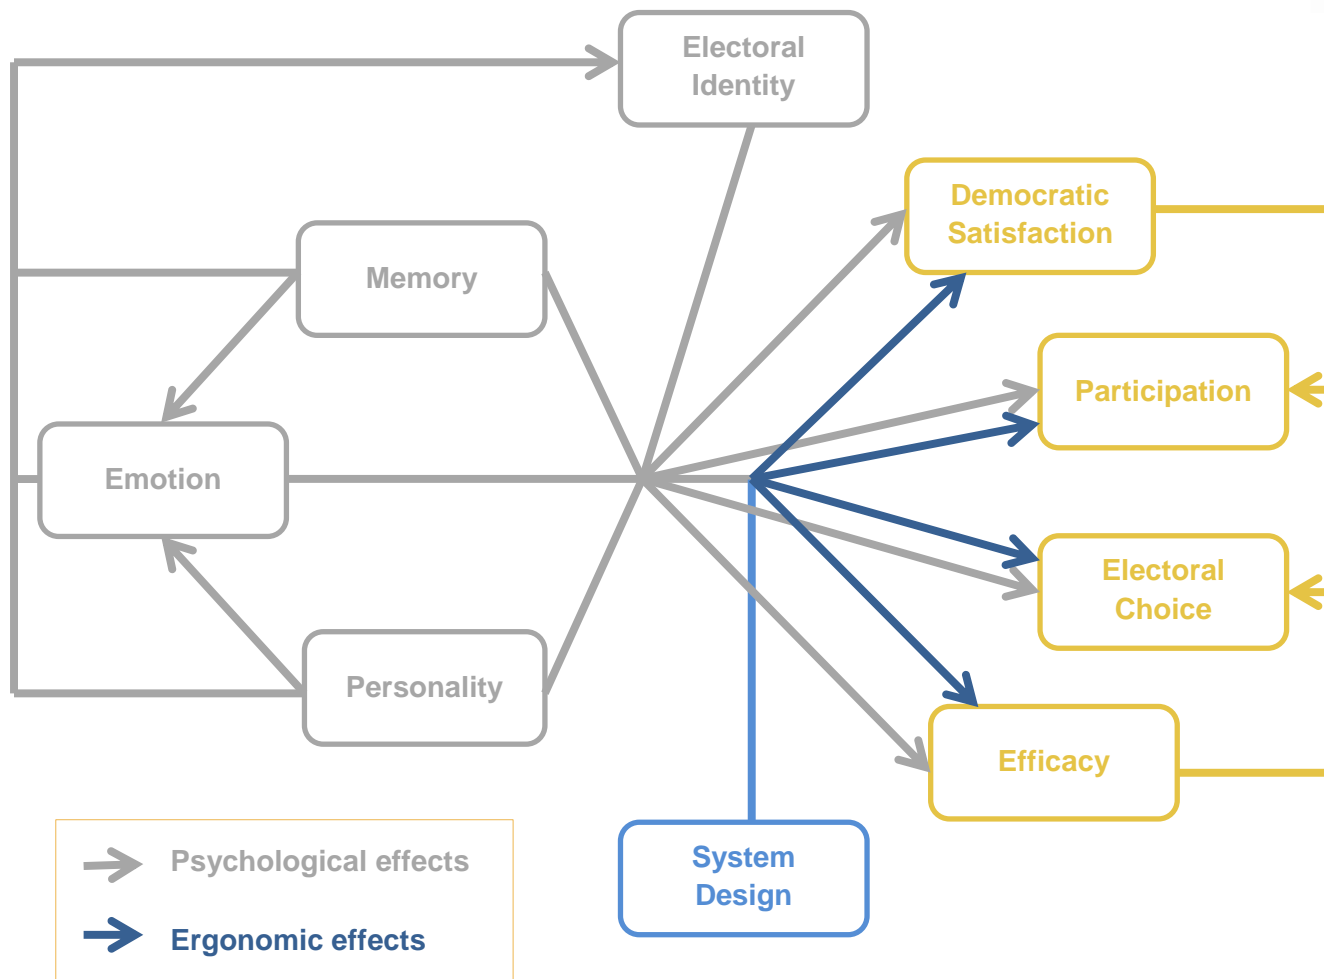 Electoral
Identity
Democratic
Satisfaction
Memory
Participation
Emotion
Electoral
Choice
Personality
Efficacy
System
Design
Psychological effects
Ergonomic effects